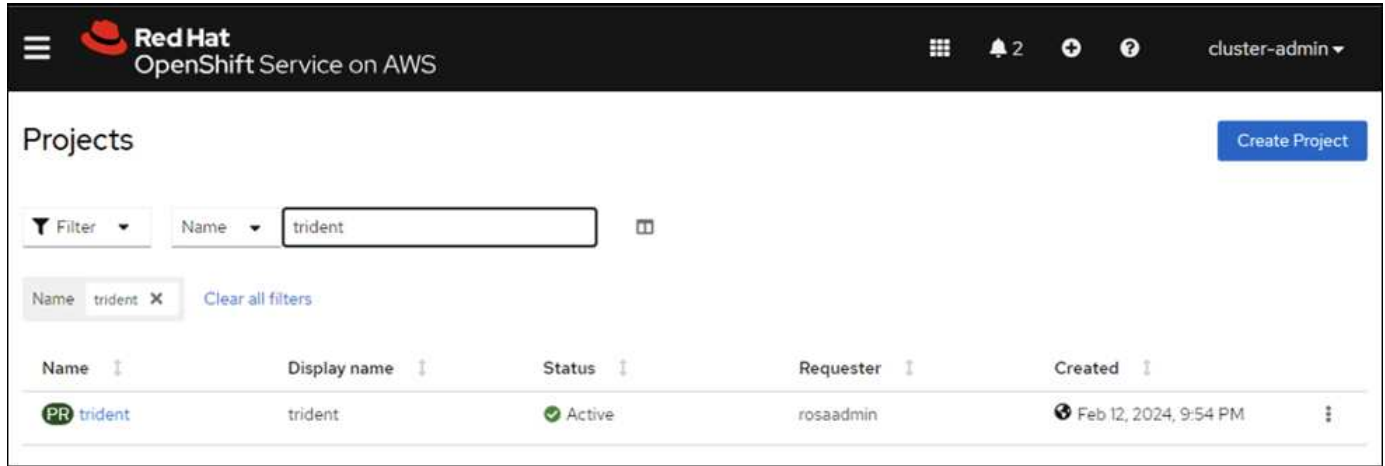 Red Hat
OpenShift Service on AWS
2
cluster-admin
Projects
Create Project
Filter
Name
trident
Name trident
Clear all filters
Name Display name Status Requester Created
PR trident trident Active rosaadmin Feb 12, 2024, 9:54 PM